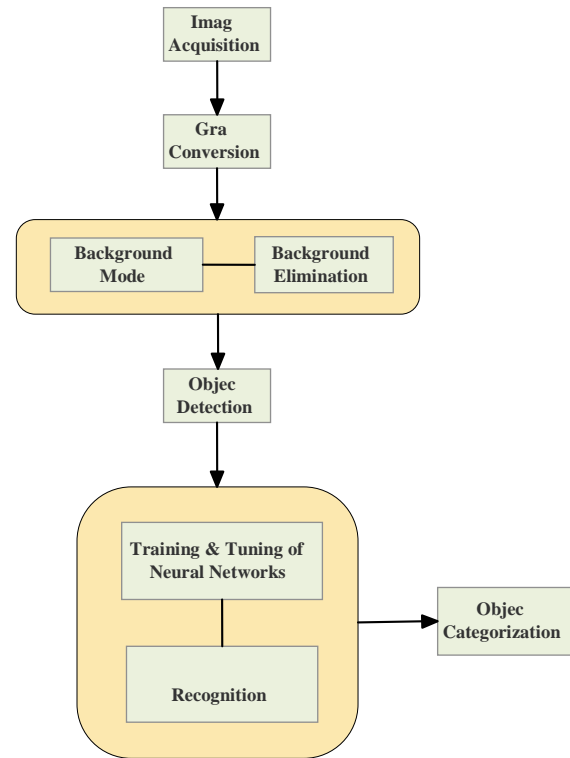 Imag
Acquisition
Gra
Conversion
Background
Mode
Background
Elimination
Objec
Detection
Training & Tuning of
Neural Networks
Recognition
Objec
Categorization